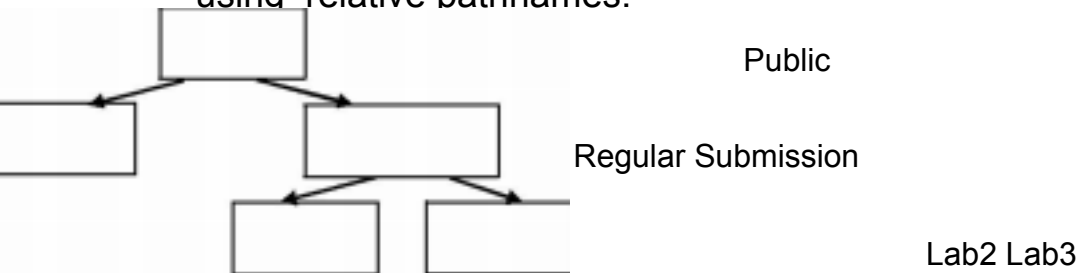 using relative pathnames.
Public
Regular Submission
Lab2 Lab3